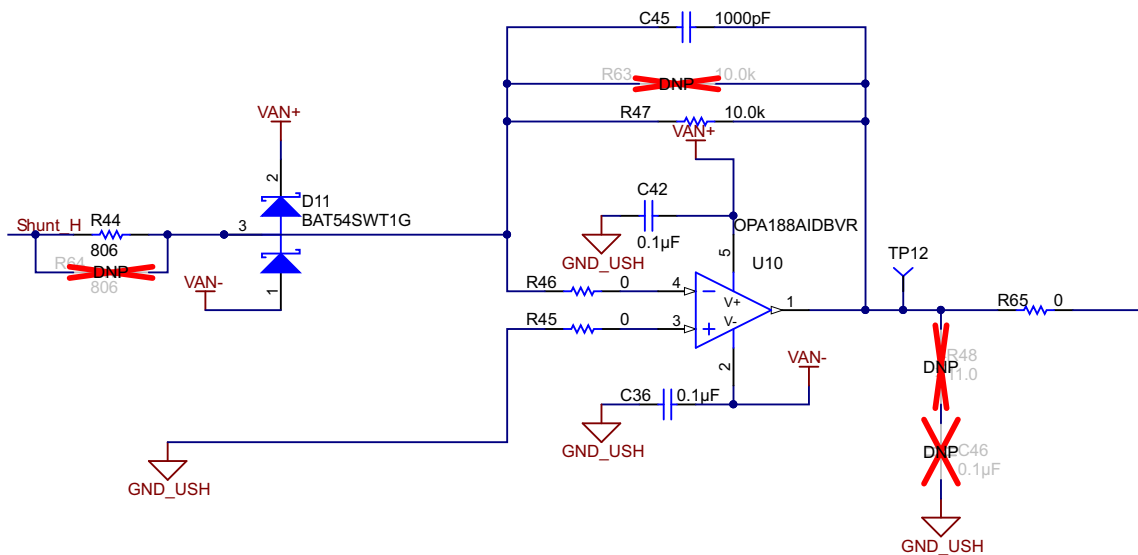 C45 1000pF
R63 DNP 10.0k
R47 10.0k
VAN+
VAN+
2
D11
BAT54SWT1G
C42
0.1µF
GND_USH
OPA188AIDBVR
5
U10
Shunt_H
R44
806
3
R64
DNP
806
VAN-
1
R46 0
4
R45 0
3
V+
V-
1
2
TP12
R65 0
VAN-
C36 0.1µF
GND_USH
R48
DNP
11.0
GND_USH
C46
DNP
0.1µF
GND_USH